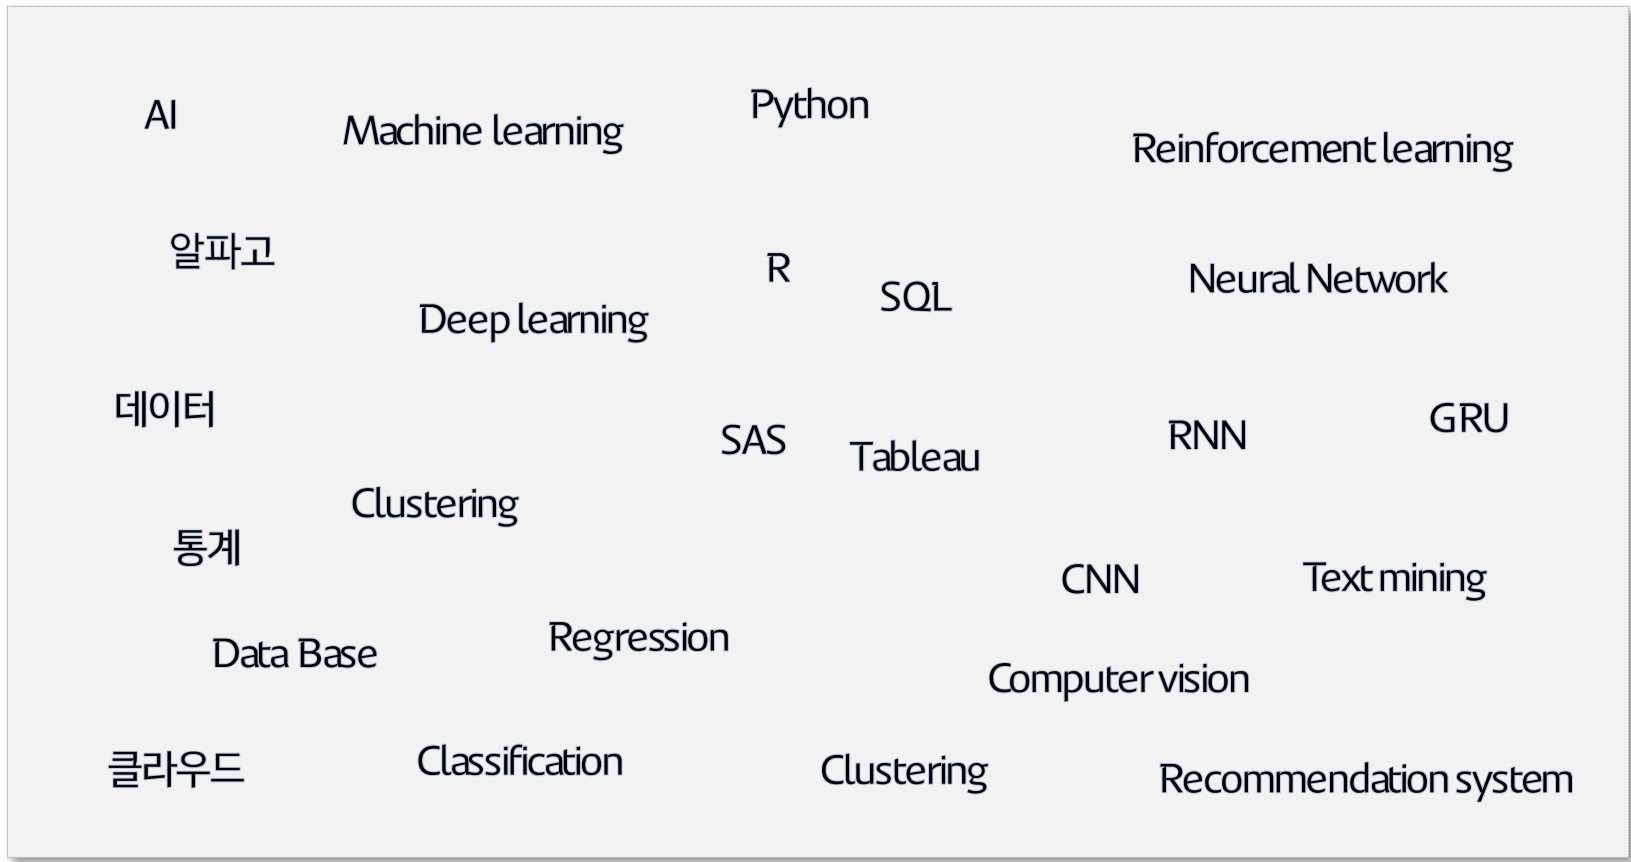 AI
Machine learning
Python
Reinforcement learning
알파고
R
SQL
Neural Network
Deep learning
데이터
SAS
Tableau
RNN
GRU
Clustering
통계
CNN
Text mining
Data Base
Regression
Computer vision
클라우드
Classification
Clustering
Recommendation system